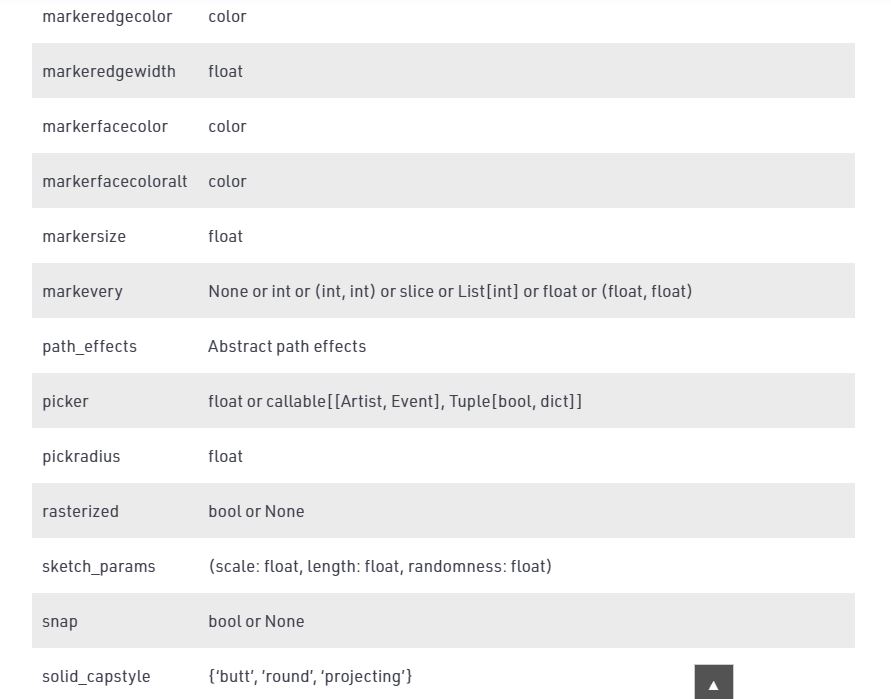 markeredgecolor color
markeredgewidth float
markerfacecolor color
markerfacecoloralt color
markersize float
markevery None or int or (int, int) or slice or List[int] or float or (float, float)
path_effects Abstract path effects
picker float or callable[[Artist, Event], Tuple[bool, dict]]
pickradius float
rasterized bool or None
sketch_params (scale: float, length: float, randomness: float)
snap bool or None
solid_capstyle {‘butt’, ’round’, ‘projecting’}